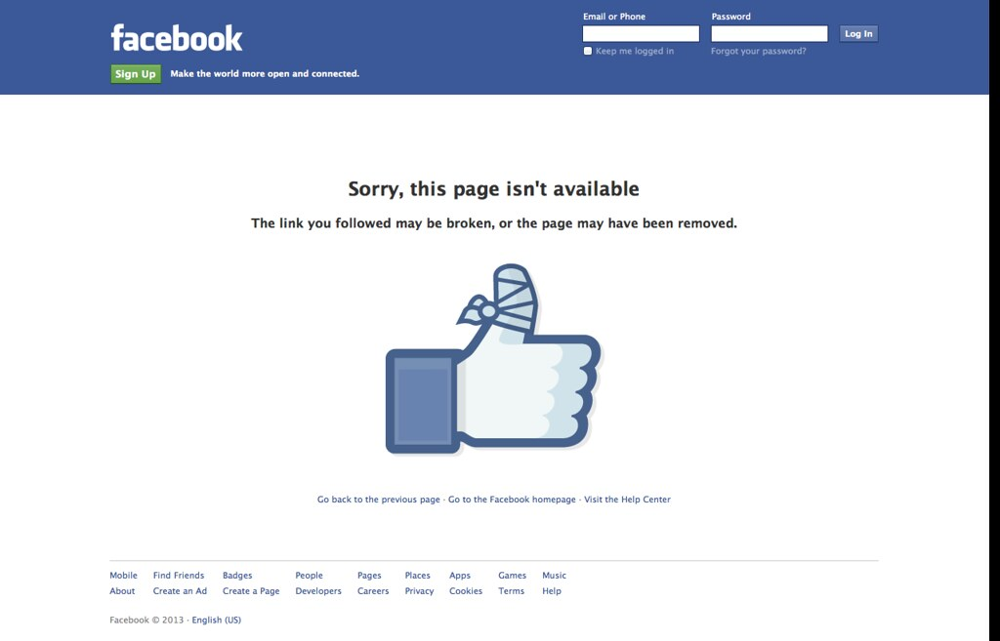 facebook
Email or Phone
Password
Log In
Keep me logged in
Forgot your password?
Sign Up
Make the world more open and connected.
Sorry, this page isn't available
The link you followed may be broken, or the page may have been removed.
Go back to the previous page · Go to the Facebook homepage · Visit the Help Center
Mobile Find Friends Badges People Pages Places Apps Games Music
About Create an Ad Create a Page Developers Careers Privacy Cookies Terms Help
Facebook © 2013 · English (US)